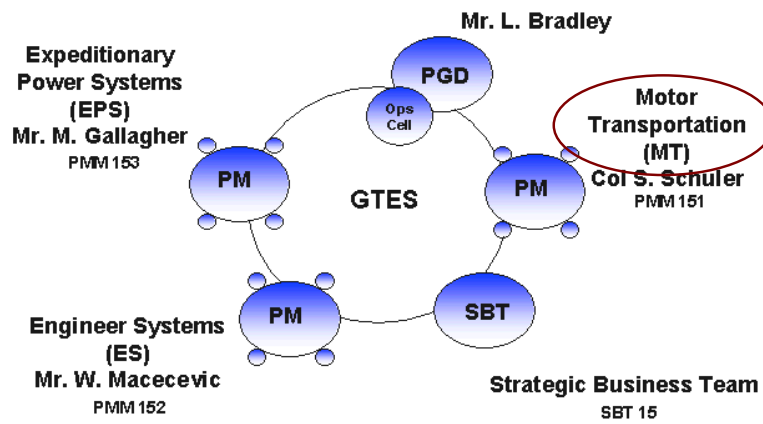 Mr. L. Bradley
PGD
Ops
Cell
Expeditionary
Power Systems
(EPS)
Mr. M. Gallagher
PMM 153
PM
Motor
Transportation
(MT)
Col S. Schuler
PMM 151
PM
GTES
PM
SBT
Engineer Systems
(ES)
Mr. W. Macecevic
PMM 152
Strategic Business Team
SBT 15